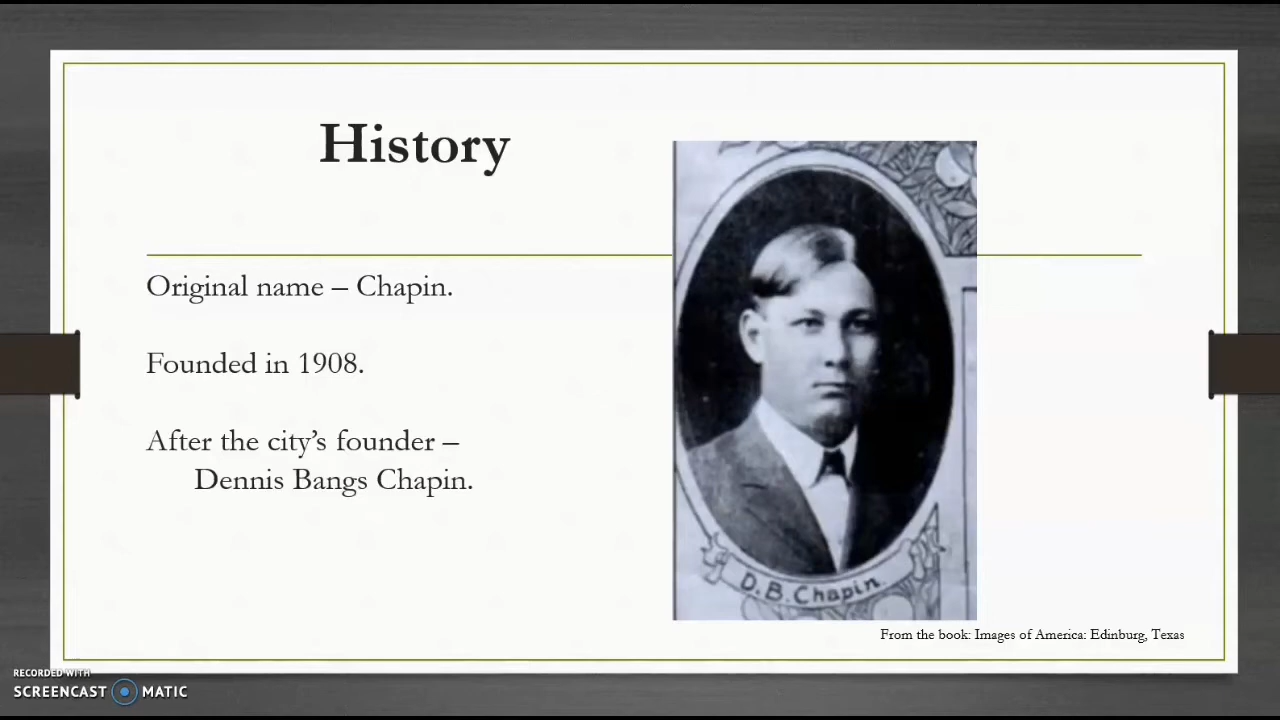 History
Original name – Chapin.
Founded in 1908.
After the city's founder –
Dennis Bangs Chapin.
D.B. Chapin
From the book: Images of America: Edinburg, Texas
RECORDED WITH
SCREENCAST MATIC